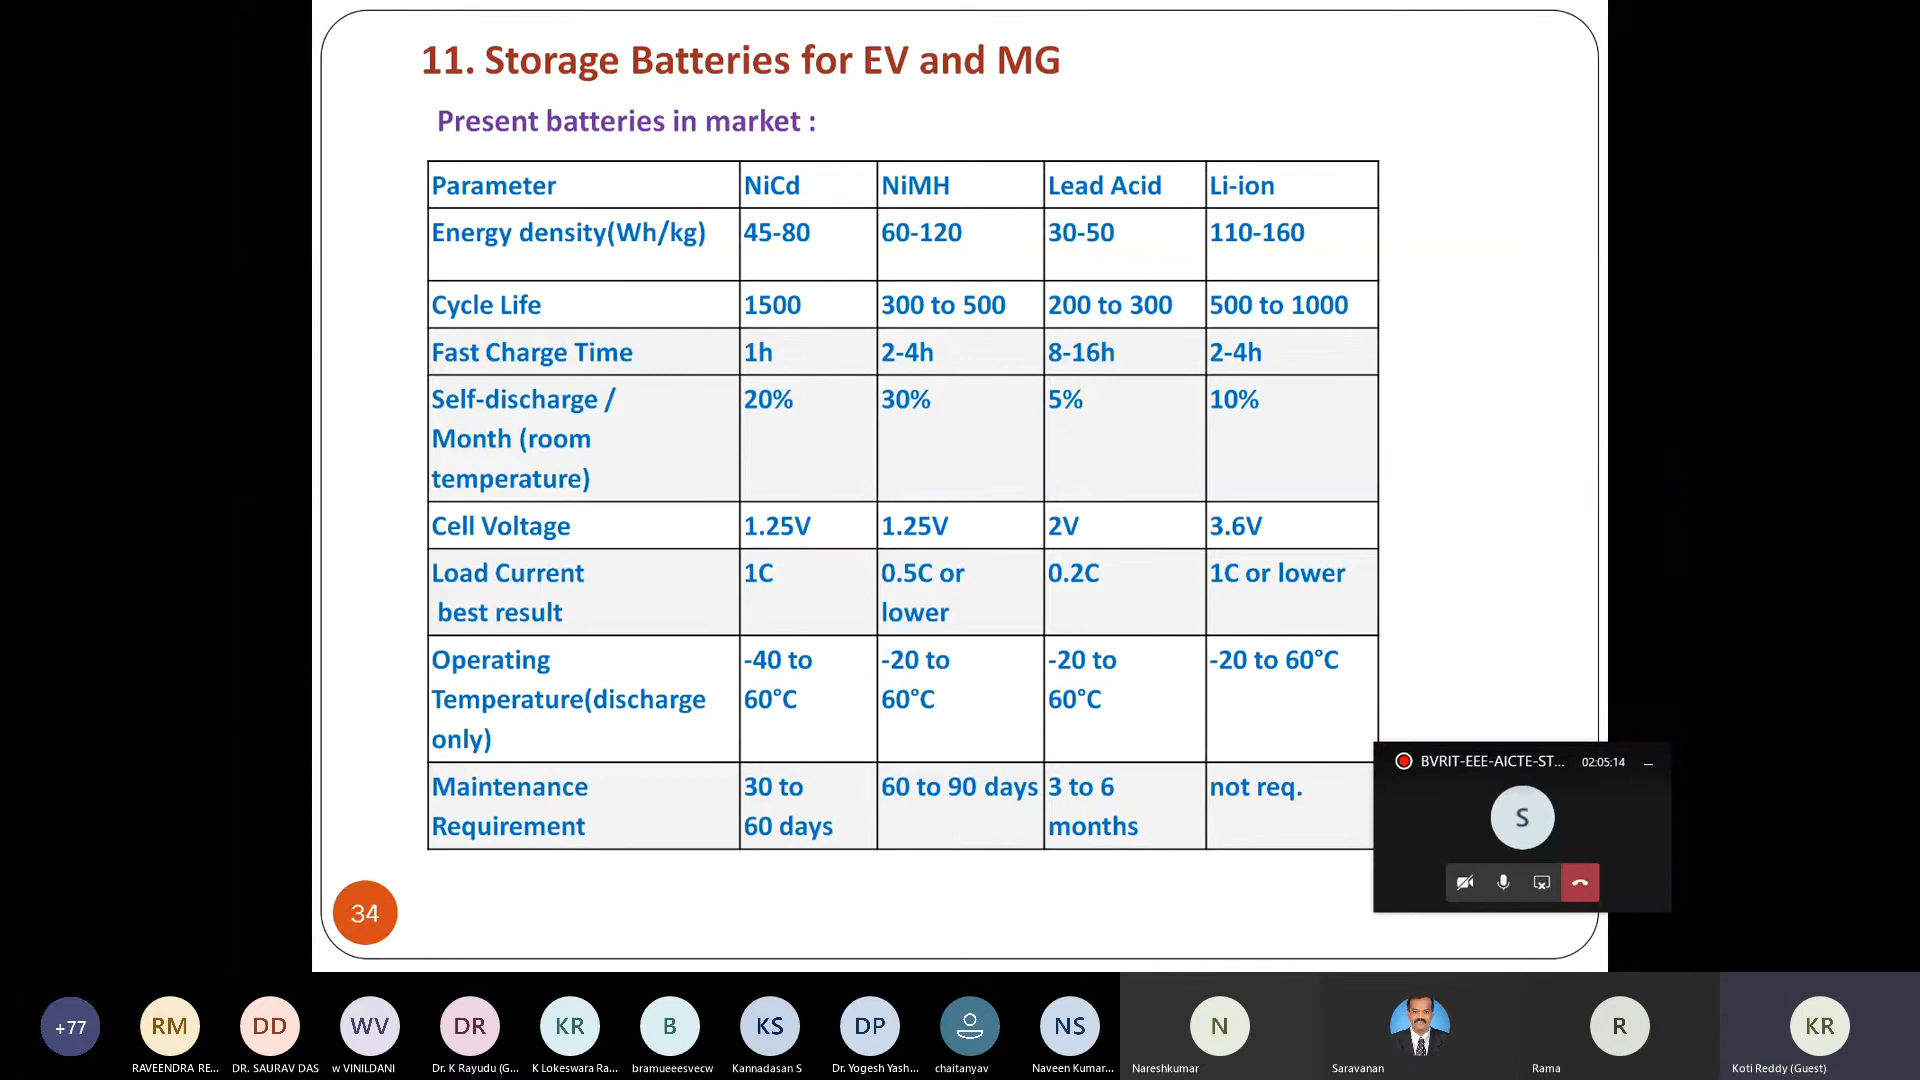 11. Storage Batteries for EV and MG
Present batteries in market :
Parameter NiCd NiMH Lead Acid Li-ion
Energy density(Wh/kg) 45-80 60-120 30-50 110-160
Cycle Life 1500 300 to 500 200 to 300 500 to 1000
Fast Charge Time 1h 2-4h 8-16h 2-4h
Self-discharge / 20% 30% 5% 10%
Month (room
temperature)
Cell Voltage 1.25V 1.25V 2V 3.6V
Load Current 1C 0.5C or 0.2C 1C or lower
best result lower
Operating -40 to -20 to -20 to -20 to 60°C
Temperature(discharge 60°C 60°C 60°C
only)
Maintenance 30 to 60 to 90 days 3 to 6 not req.
Requirement 60 days months
BVRIT-EEE-AICTE-ST... 02:05:14
S
34
+77 RM DD WV DR KR B KS DP NS N R KR
RAVEENDRA RE... DR. SAURAV DAS w VINILDANI Dr. K Rayudu (G... K Lokeswara Ra... bramueeesvecw Kannadasan S Dr. Yogesh Yash... chaitanyav Naveen Kumar... Nareshkumar Saravanan Rama Koti Reddy (Guest)